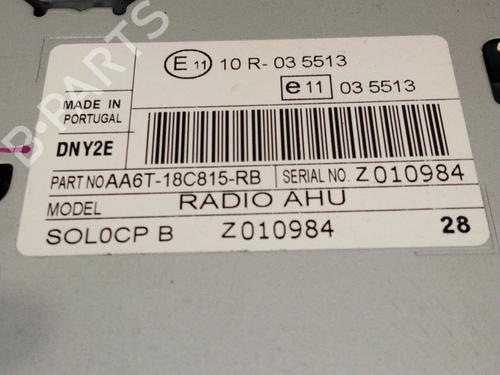 E 11 10 R- 03 5513
e 11 03 5513
MADE IN
PORTUGAL
DNY2E
PART NO AA6T-18C815-RB SERIAL NO. Z010984
MODEL RADIO AHU
SOL0CP B Z010984 28
B-PARTS